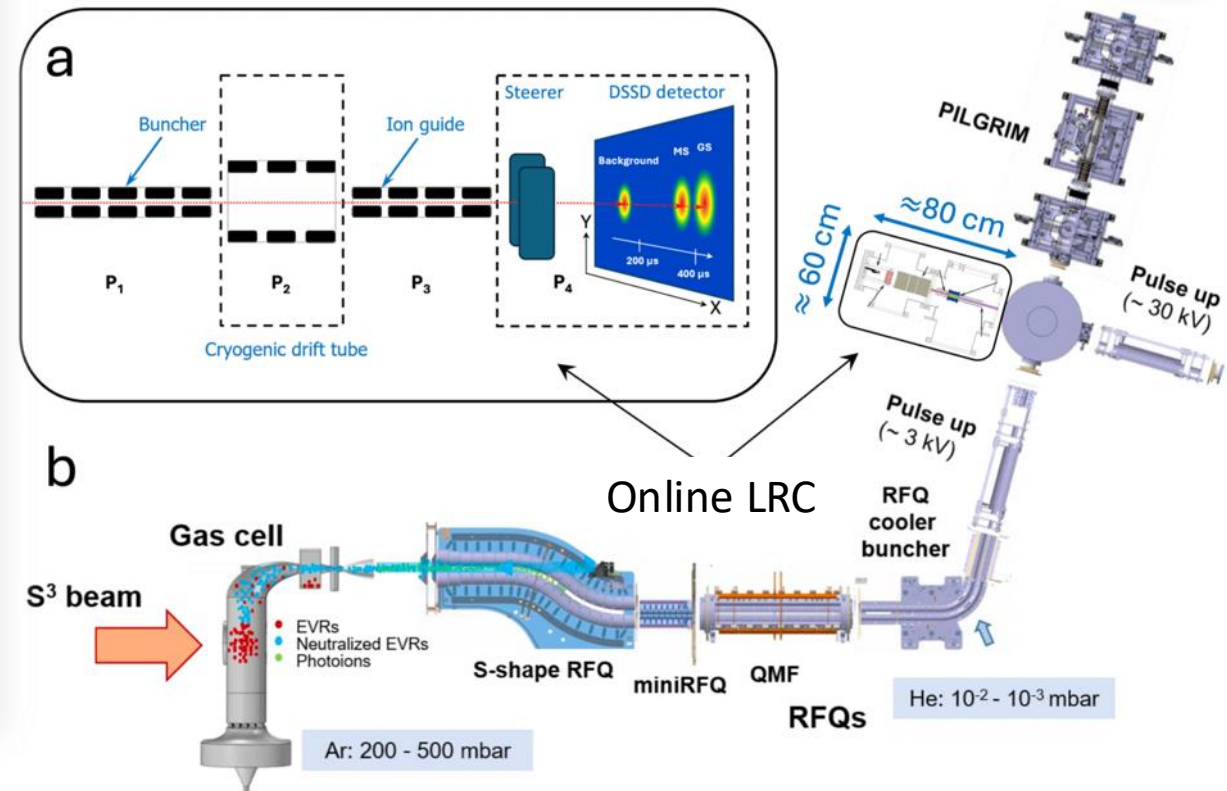 a
Buncher
Ion guide
Steerer
DSSD detector
Background
MS
GS
Y
200 µs
400 µs
X
P₁
P₂
P₃
P₄
Cryogenic drift tube
PILGRIM
≈80 cm
≈ 60 cm
Pulse up
(~ 30 kV)
Pulse up
(~ 3 kV)
Online LRC
b
Gas cell
RFQ
cooler
buncher
S³ beam
EVRs
Neutralized EVRs
Photoions
S-shape RFQ
miniRFQ
QMF
RFQs
He: 10⁻² - 10⁻³ mbar
Ar: 200 - 500 mbar